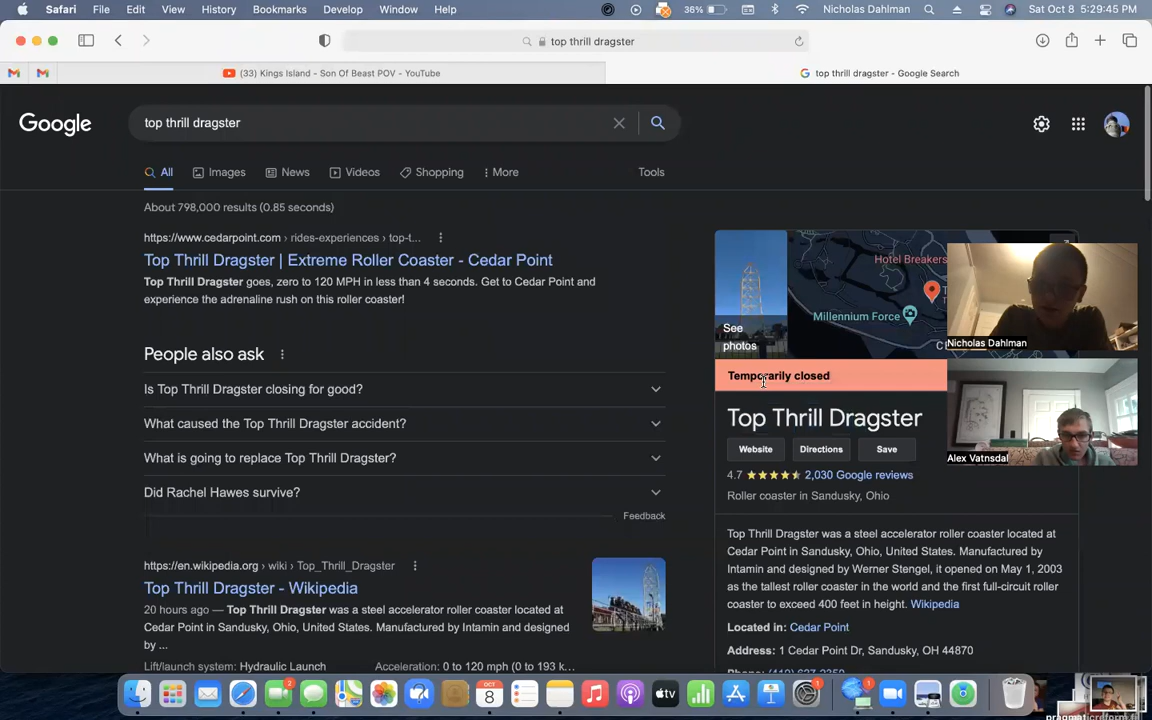 Safari File Edit View History Bookmarks Develop Window Help 36% Nicholas Dahlman Sat Oct 8 5:29:45 PM
top thrill dragster
(33) Kings Island - Son Of Beast POV - YouTube
top thrill dragster - Google Search
Google
top thrill dragster
All Images News Videos Shopping More Tools
About 798,000 results (0.85 seconds)
https://www.cedarpoint.com › rides-experiences › top-t...
Top Thrill Dragster | Extreme Roller Coaster - Cedar Point
Top Thrill Dragster goes, zero to 120 MPH in less than 4 seconds. Get to Cedar Point and
experience the adrenaline rush on this roller coaster!
People also ask
Is Top Thrill Dragster closing for good?
What caused the Top Thrill Dragster accident?
What is going to replace Top Thrill Dragster?
Did Rachel Hawes survive?
Feedback
https://en.wikipedia.org › wiki › Top_Thrill_Dragster
Top Thrill Dragster - Wikipedia
20 hours ago — Top Thrill Dragster was a steel accelerator roller coaster located at
Cedar Point in Sandusky, Ohio, United States. Manufactured by Intamin and designed
by ...
Lift/launch system: Hydraulic Launch
Acceleration: 0 to 120 mph (0 to 193 k...
See
photos
Hotel Breakers
Millennium Force
Temporarily closed
Top Thrill Dragster
Website Directions Save
4.7 2,030 Google reviews
Roller coaster in Sandusky, Ohio
Top Thrill Dragster was a steel accelerator roller coaster located at
Cedar Point in Sandusky, Ohio, United States. Manufactured by
Intamin and designed by Werner Stengel, it opened on May 1, 2003
as the tallest roller coaster in the world and the first full-circuit roller
coaster to exceed 400 feet in height. Wikipedia
Located in: Cedar Point
Address: 1 Cedar Point Dr, Sandusky, OH 44870
Nicholas Dahlman
Alex Vatnsdal
2
OCT
8
tv
1
1